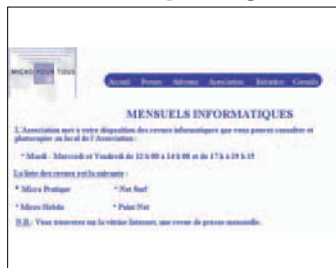 MICRO POUR TOUS
Accueil Forum Adresses Association Initiative Conseils
MENSUELS INFORMATIQUES
L'Association met à votre disposition des revues informatiques que vous pouvez consulter et
photocopier au local de l'Association :
* Mardi - Mercredi et Vendredi de 12 h 00 à 14 h 00 et de 17 h à 19 h 15
La liste des revues est la suivante :
* Micro Pratique * Net Surf
* Micro Hebdo * Point Net
N.B.: Vous trouverez sur la vitrine Internet, une revue de presse mensuelle.